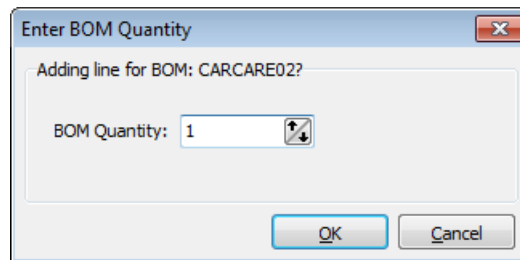 Enter BOM Quantity
Adding line for BOM: CARCARE02?
BOM Quantity: 1
OK Cancel